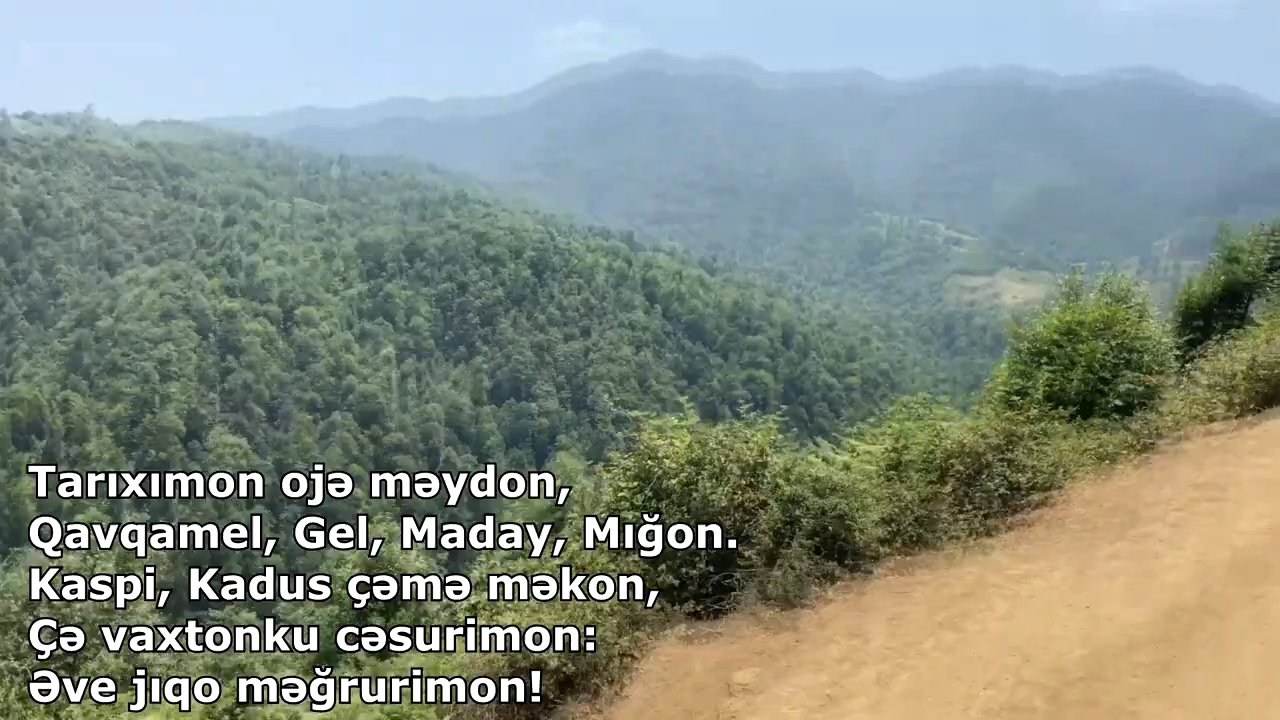 Tarıxımon ojə məydon,
Qavqamel, Gel, Maday, Mığon.
Kaspi, Kadus çəmə məkon,
Çə vaxtonku cəsurimon:
Əve jıqo məğrurimon!